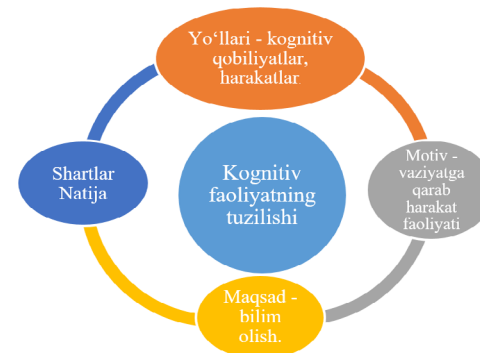 Yo‘llari - kognitiv
qobiliyatlar,
harakatlar
Motiv -
vaziyatga
qarab
harakat
faoliyati
Maqsad -
bilim
olish.
Shartlar
Natija
Kognitiv
faoliyatning
tuzilishi